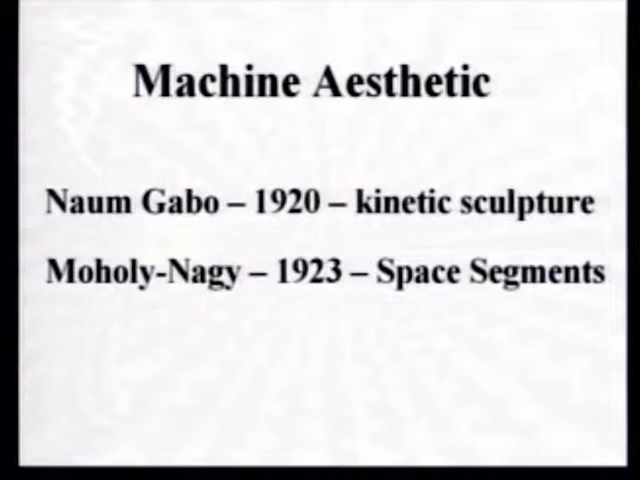 Machine Aesthetic
Naum Gabo – 1920 – kinetic sculpture
Moholy-Nagy – 1923 – Space Segments